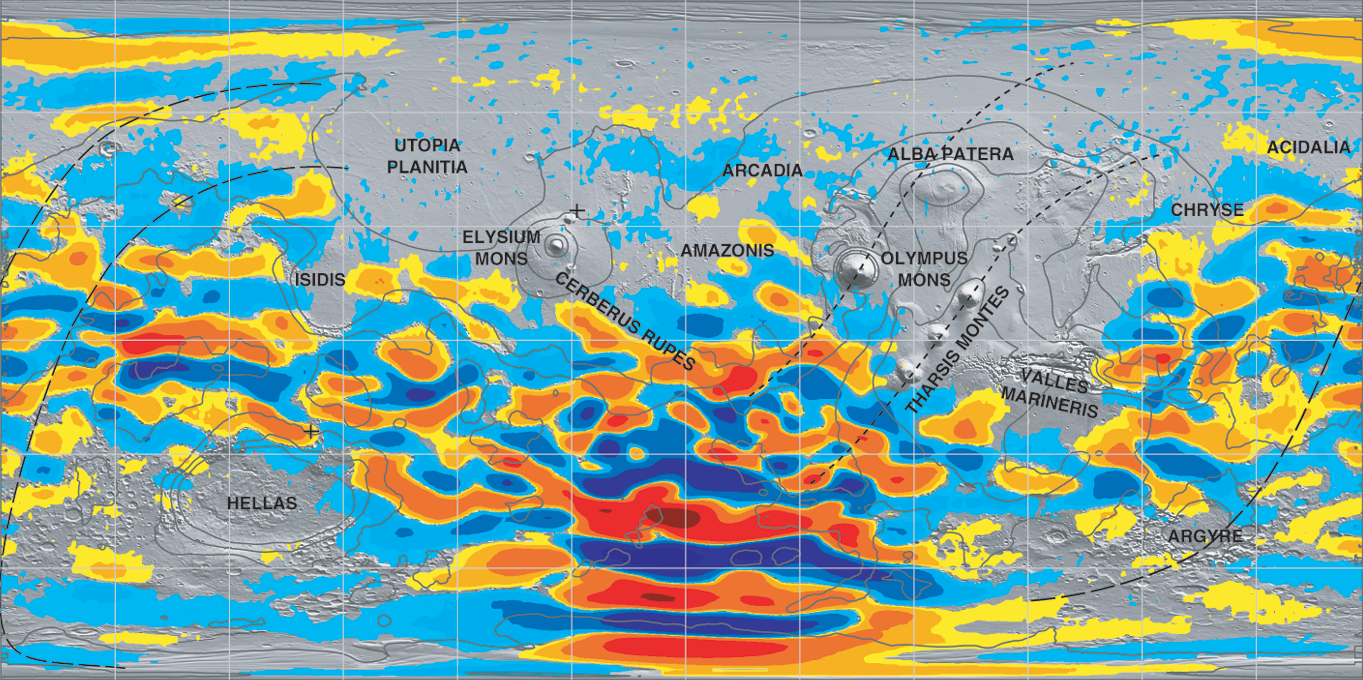 UTOPIA
PLANITIA
ALBA PATERA
ACIDALIA
ARCADIA
CHRYSE
ELYSIUM
MONS
AMAZONIS
OLYMPUS
MONS
ISIDIS
CERBERUS RUPES
THARSIS MONTES
VALLES
MARINERIS
HELLAS
ARGYRE